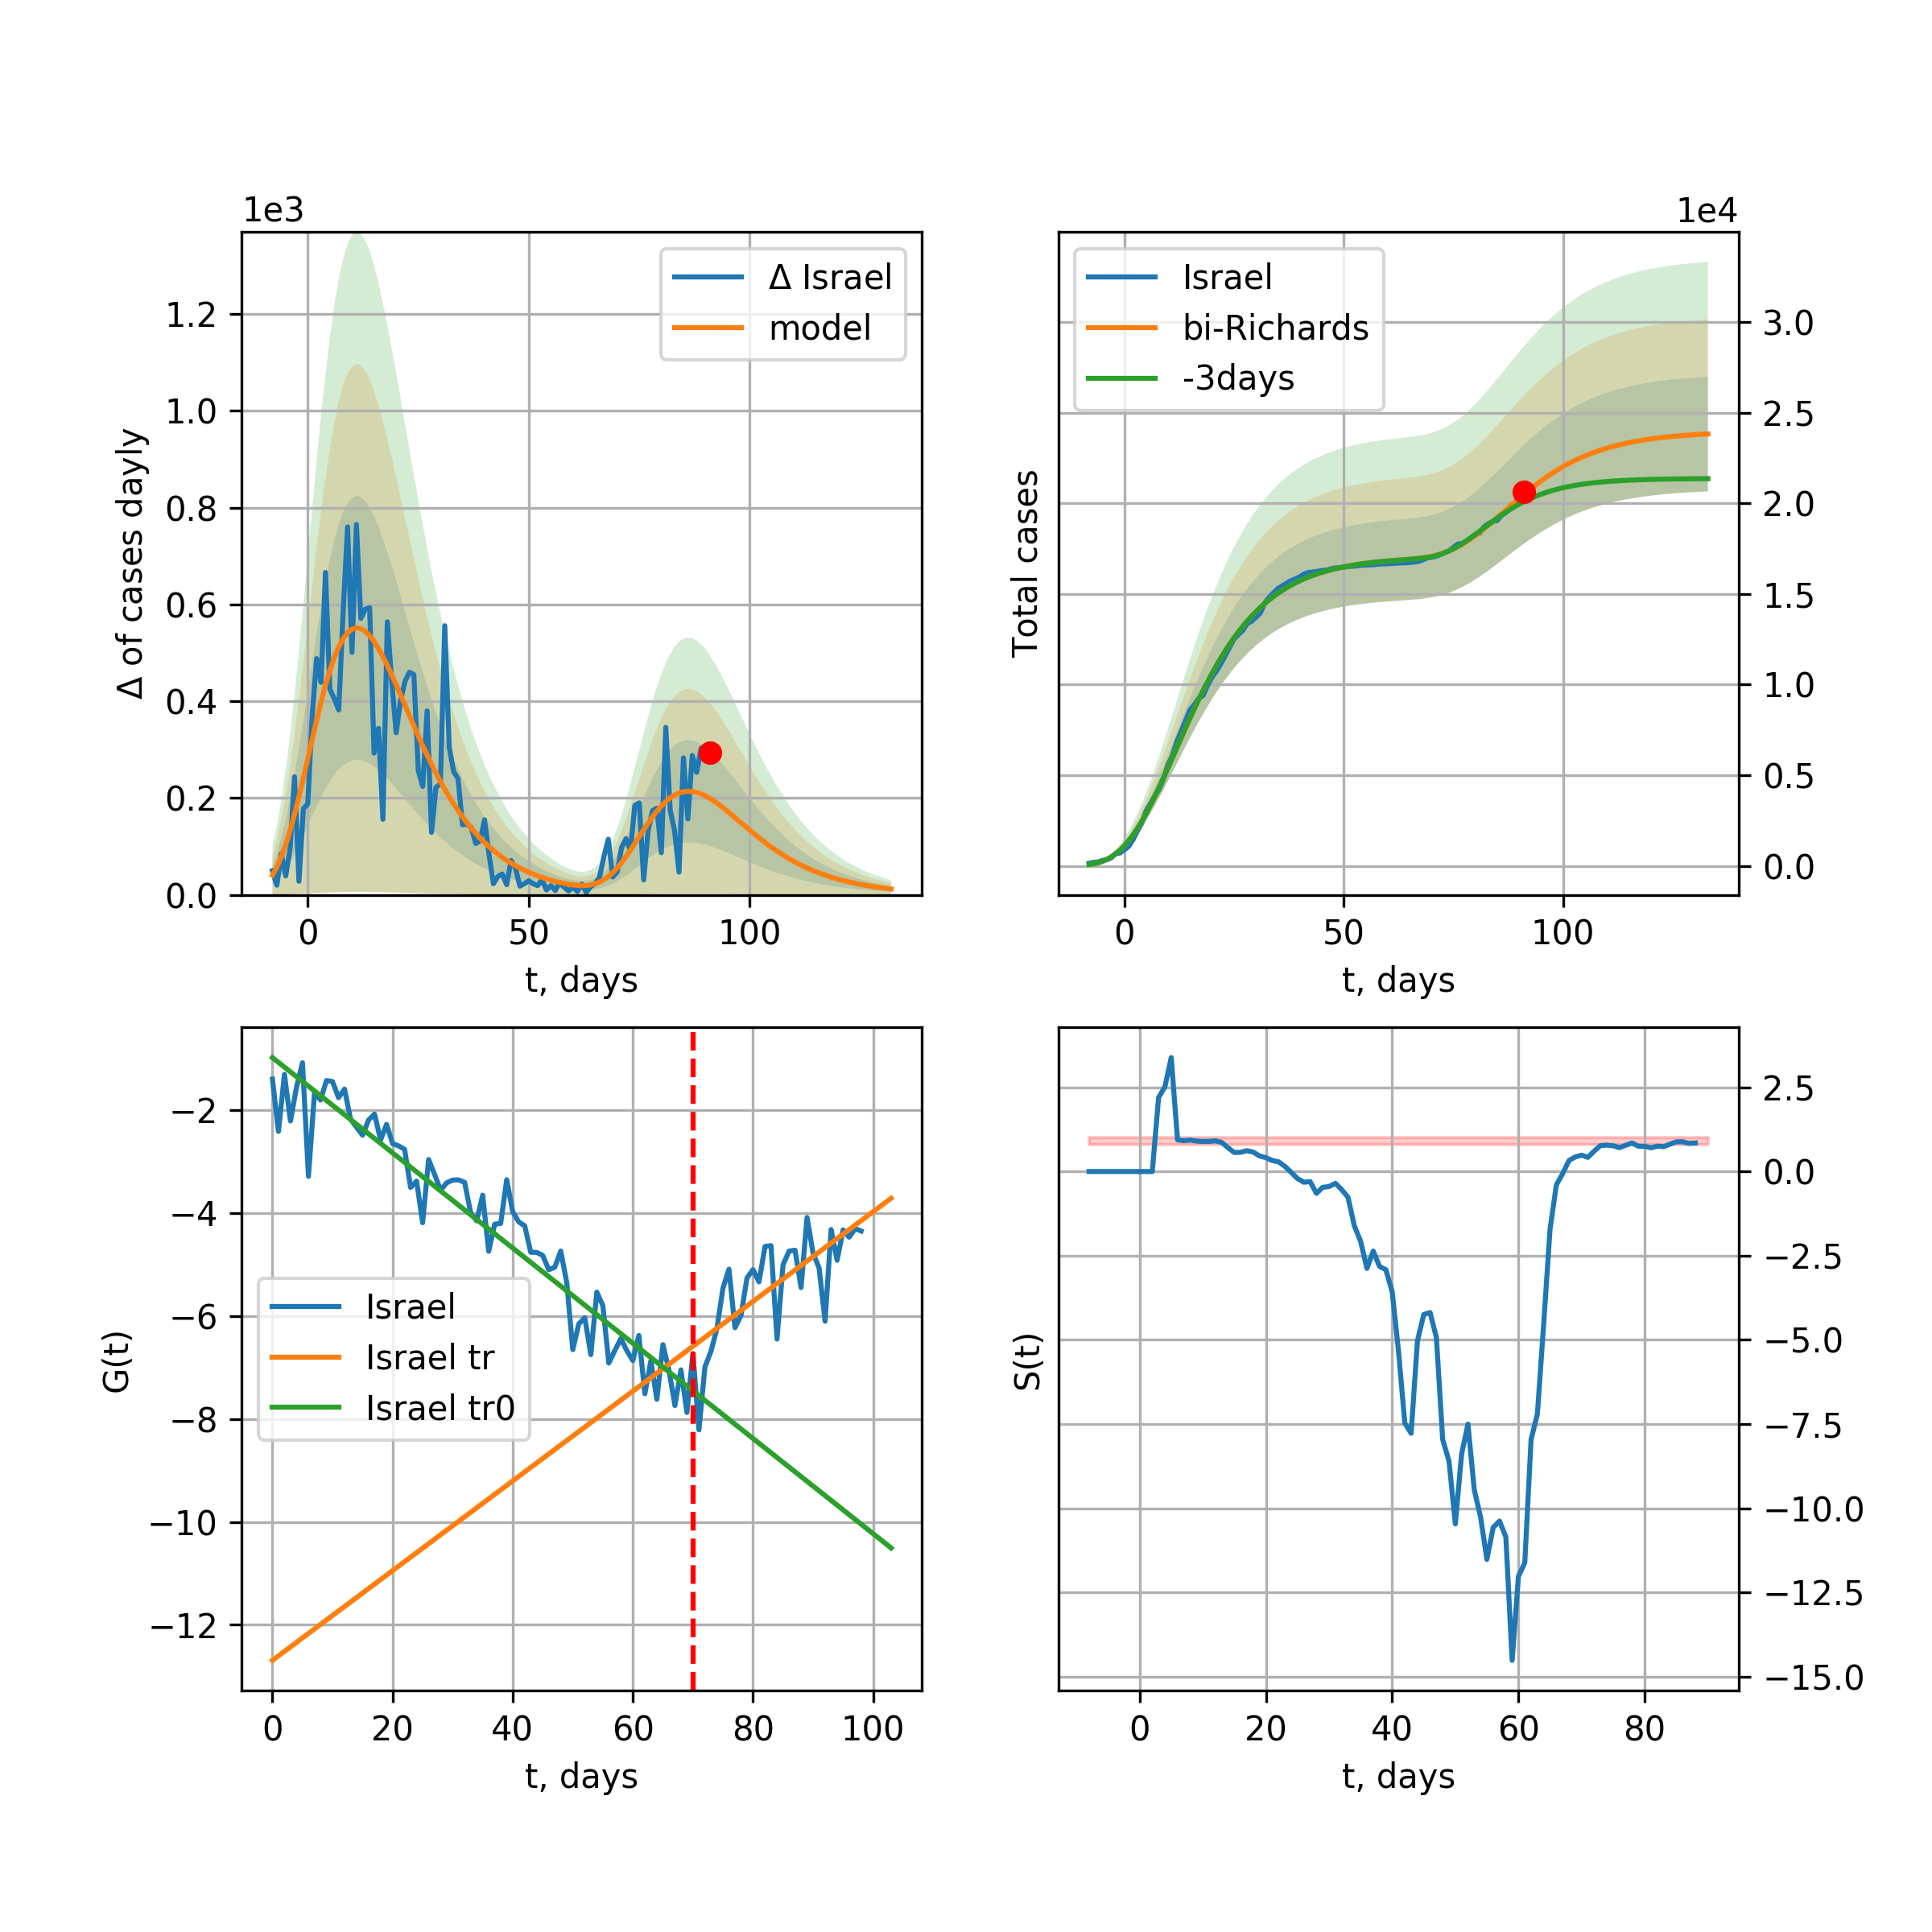 1e3
Δ of cases dayly
1.2
1.0
0.8
0.6
0.4
0.2
0.0
Δ Israel
model
0 50 100
t, days
1e4
Total cases
Israel
bi-Richards
-3days
3.0
2.5
2.0
1.5
1.0
0.5
0.0
0 50 100
t, days
G(t)
−2
−4
−6
−8
−10
−12
Israel
Israel tr
Israel tr0
0 20 40 60 80 100
t, days
S(t)
2.5
0.0
−2.5
−5.0
−7.5
−10.0
−12.5
−15.0
0 20 40 60 80
t, days